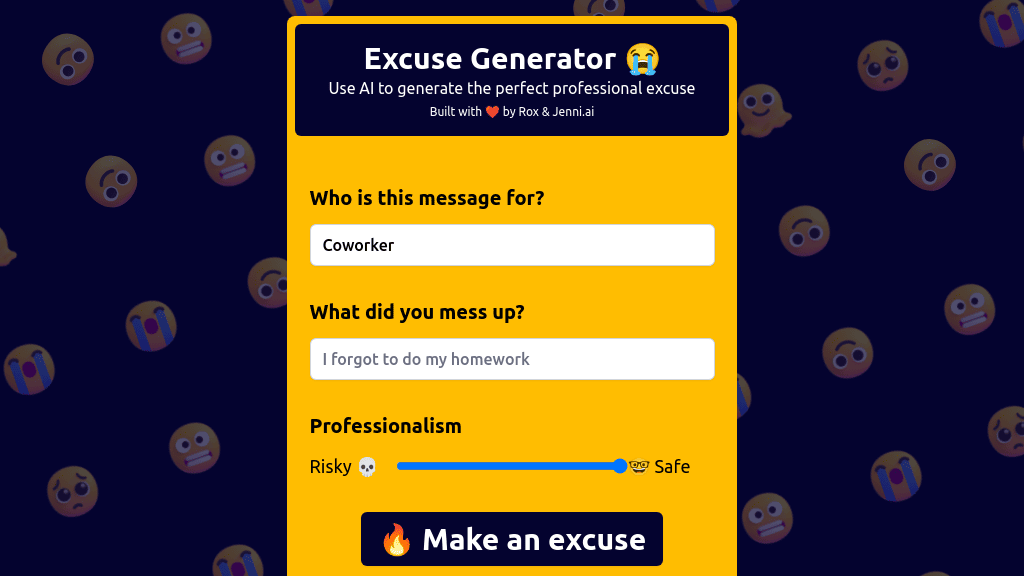 Excuse Generator 😭
Use AI to generate the perfect professional excuse
Built with ❤️ by Rox & Jenni.ai
Who is this message for?
Coworker
What did you mess up?
I forgot to do my homework
Professionalism
Risky 💀 🤓 Safe
🔥 Make an excuse